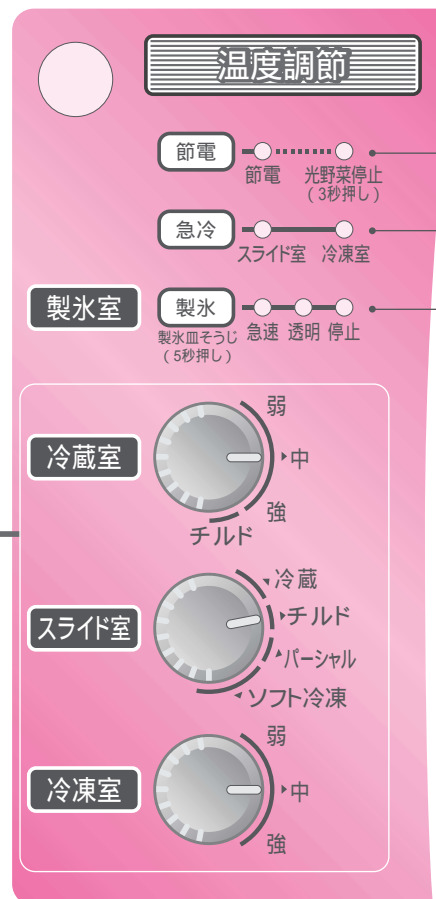 温度調節
節電
節電 光野菜停止
(3秒押し)
急冷
スライド室 冷凍室
製氷室
製氷
製氷皿そうじ
(5秒押し)
急速 透明 停止
冷蔵室
弱
中
強
チルド
スライド室
冷蔵
チルド
パーシャル
ソフト冷凍
冷凍室
弱
中
強